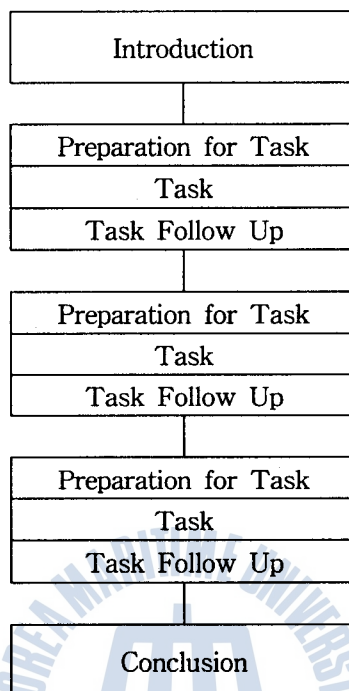 Introduction
Preparation for Task
Task
Task Follow Up
Preparation for Task
Task
Task Follow Up
Preparation for Task
Task
Task Follow Up
Conclusion